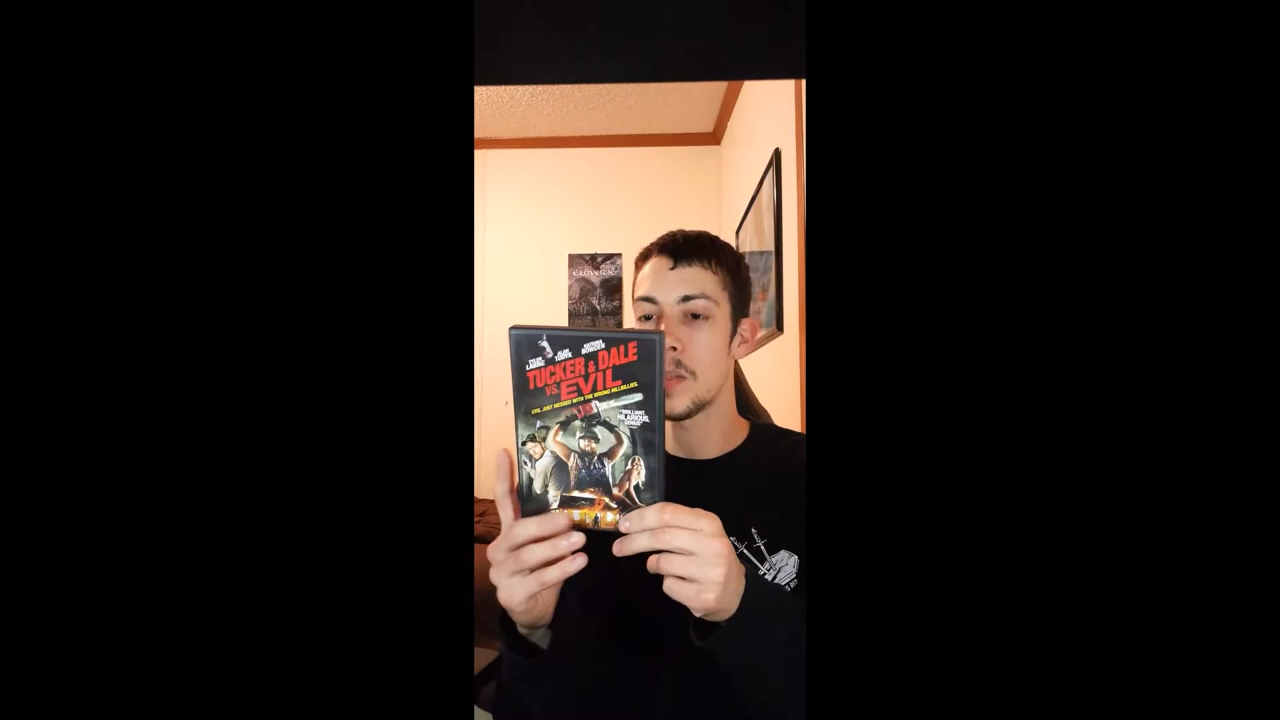 ELUVEITIE
TYLER LABINE
ALAN TUDYK
KATRINA BOWDEN
TUCKER & DALE
VS. EVIL
EVIL JUST MESSED WITH THE WRONG HILLBILLIES.
"BRILLIANT,
HILARIOUS,
GENIUS"